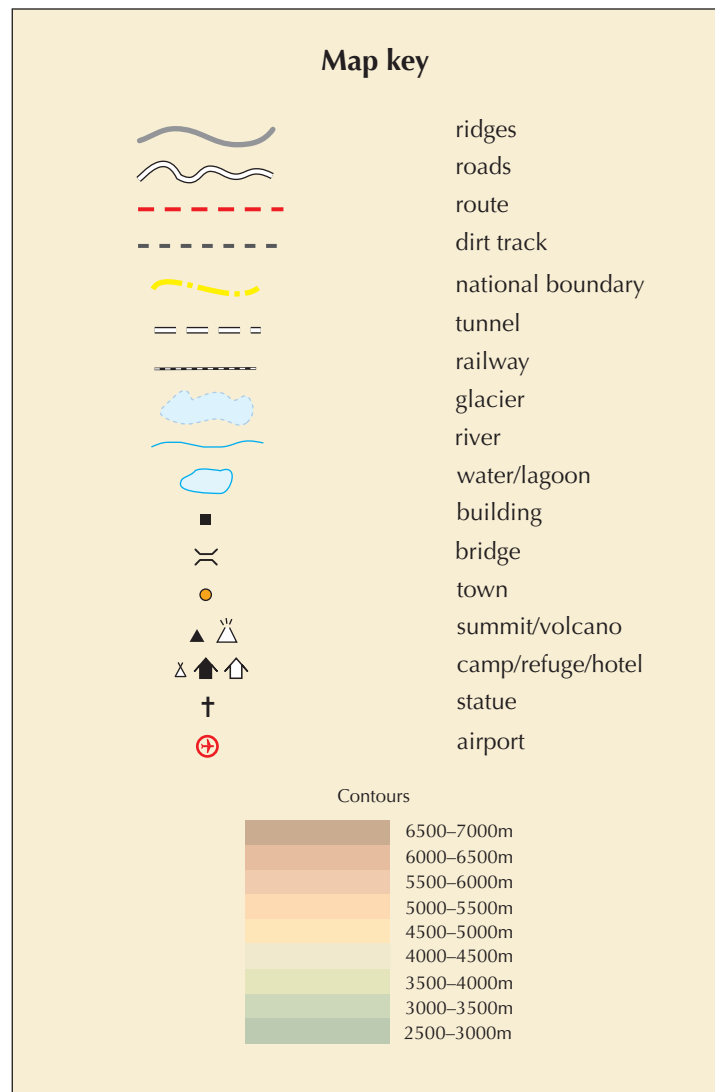 Map key
ridges
roads
route
dirt track
national boundary
tunnel
railway
glacier
river
water/lagoon
building
bridge
town
summit/volcano
camp/refuge/hotel
statue
airport
Contours
6500–7000m
6000–6500m
5500–6000m
5000–5500m
4500–5000m
4000–4500m
3500–4000m
3000–3500m
2500–3000m